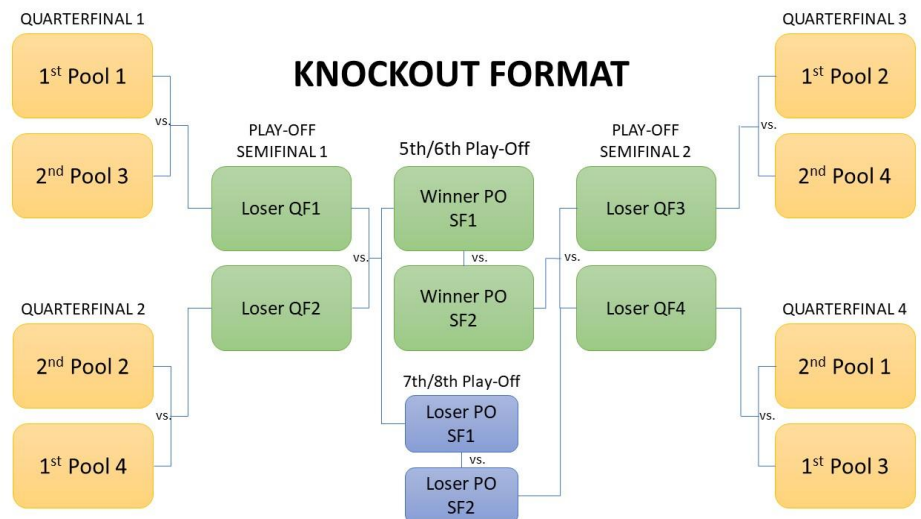 KNOCKOUT FORMAT
QUARTERFINAL 1
1st Pool 1
vs.
2nd Pool 3
QUARTERFINAL 2
2nd Pool 2
vs.
1st Pool 4
PLAY-OFF
SEMIFINAL 1
Loser QF1
vs.
Loser QF2
5th/6th Play-Off
Winner PO
SF1
vs.
Winner PO
SF2
7th/8th Play-Off
Loser PO
SF1
vs.
Loser PO
SF2
PLAY-OFF
SEMIFINAL 2
Loser QF3
vs.
Loser QF4
QUARTERFINAL 3
1st Pool 2
vs.
2nd Pool 4
QUARTERFINAL 4
2nd Pool 1
vs.
1st Pool 3